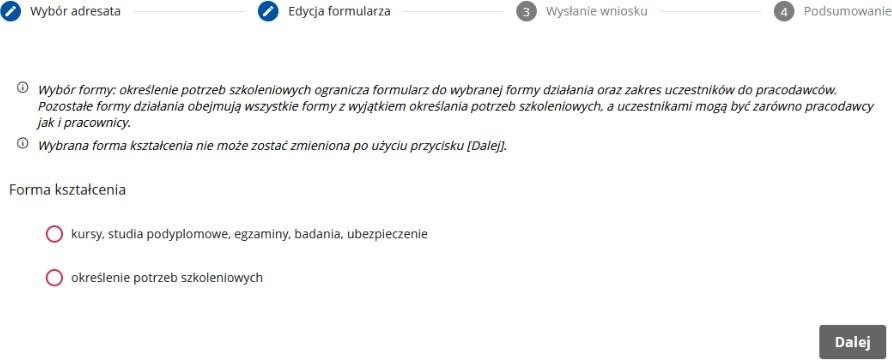 Wybór adresata
Edycja formularza
3 Wysłanie wniosku
4 Podsumowanie
Wybór formy: określenie potrzeb szkoleniowych ogranicza formularz do wybranej formy działania oraz zakres uczestników do pracodawców.
Pozostałe formy działania obejmują wszystkie formy z wyjątkiem określania potrzeb szkoleniowych, a uczestnikami mogą być zarówno pracodawcy
jak i pracownicy.
Wybrana forma kształcenia nie może zostać zmieniona po użyciu przycisku [Dalej].
Forma kształcenia
kursy, studia podyplomowe, egzaminy, badania, ubezpieczenie
określenie potrzeb szkoleniowych
Dalej